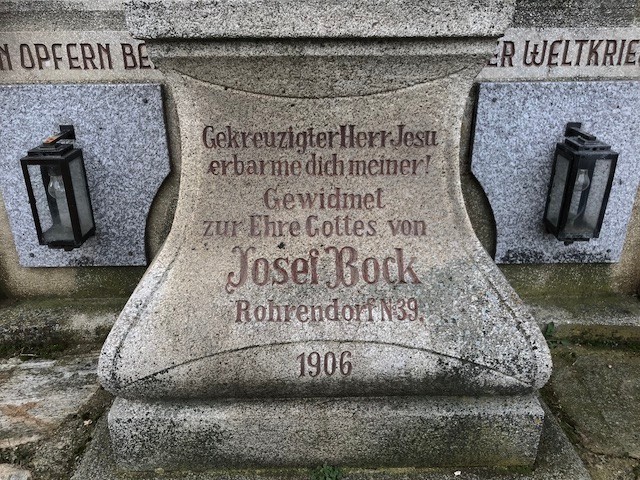 N OPFERN BE
ER WELTKRIE
Gekreuzigter Herr Jesu
erbarme dich meiner!
Gewidmet
zur Ehre Gottes von
Josef Bock
Rohrendorf N39.
1906